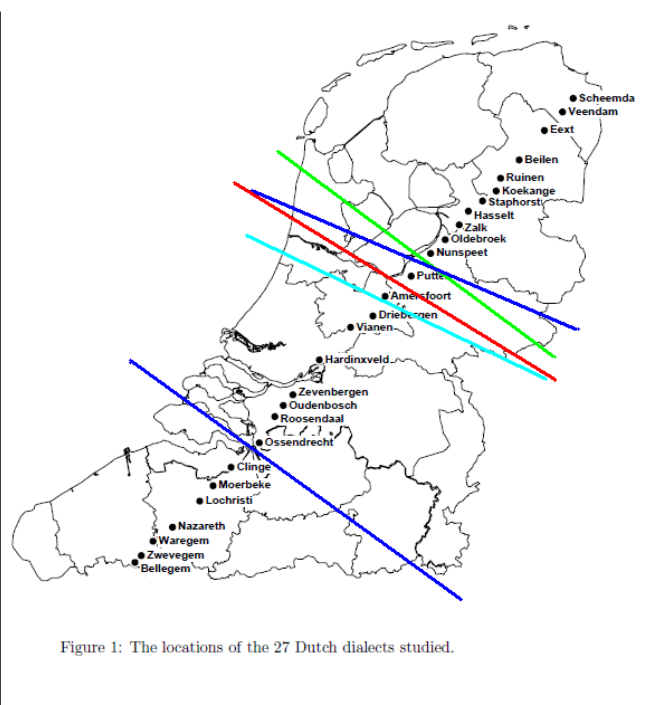 Scheemda
Veendam
Eext
Beilen
Ruinen
Koekange
Staphorst
Hasselt
Zalk
Oldebroek
Nunspeet
Putte
Amersfoort
Driebergen
Vianen
Hardinxveld
Zevenbergen
Oudenbosch
Roosendaal
Ossendrecht
Clinge
Moerbeke
Lochristi
Nazareth
Waregem
Zwevegem
Bellegem
Figure 1: The locations of the 27 Dutch dialects studied.